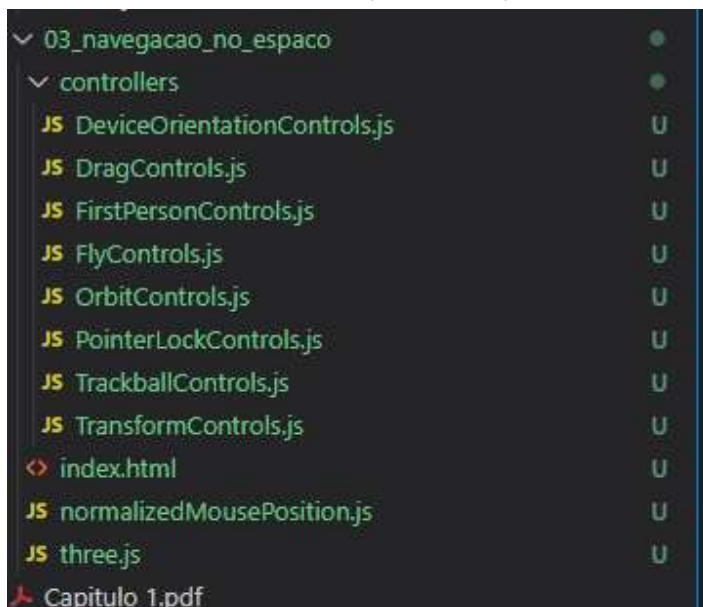 03_navegacao_no_espaco
controllers
JS DeviceOrientationControls.js U
JS DragControls.js U
JS FirstPersonControls.js U
JS FlyControls.js U
JS OrbitControls.js U
JS PointerLockControls.js U
JS TrackballControls.js U
JS TransformControls.js U
<> index.html U
JS normalizedMousePosition.js U
JS three.js U
Capitulo 1.pdf